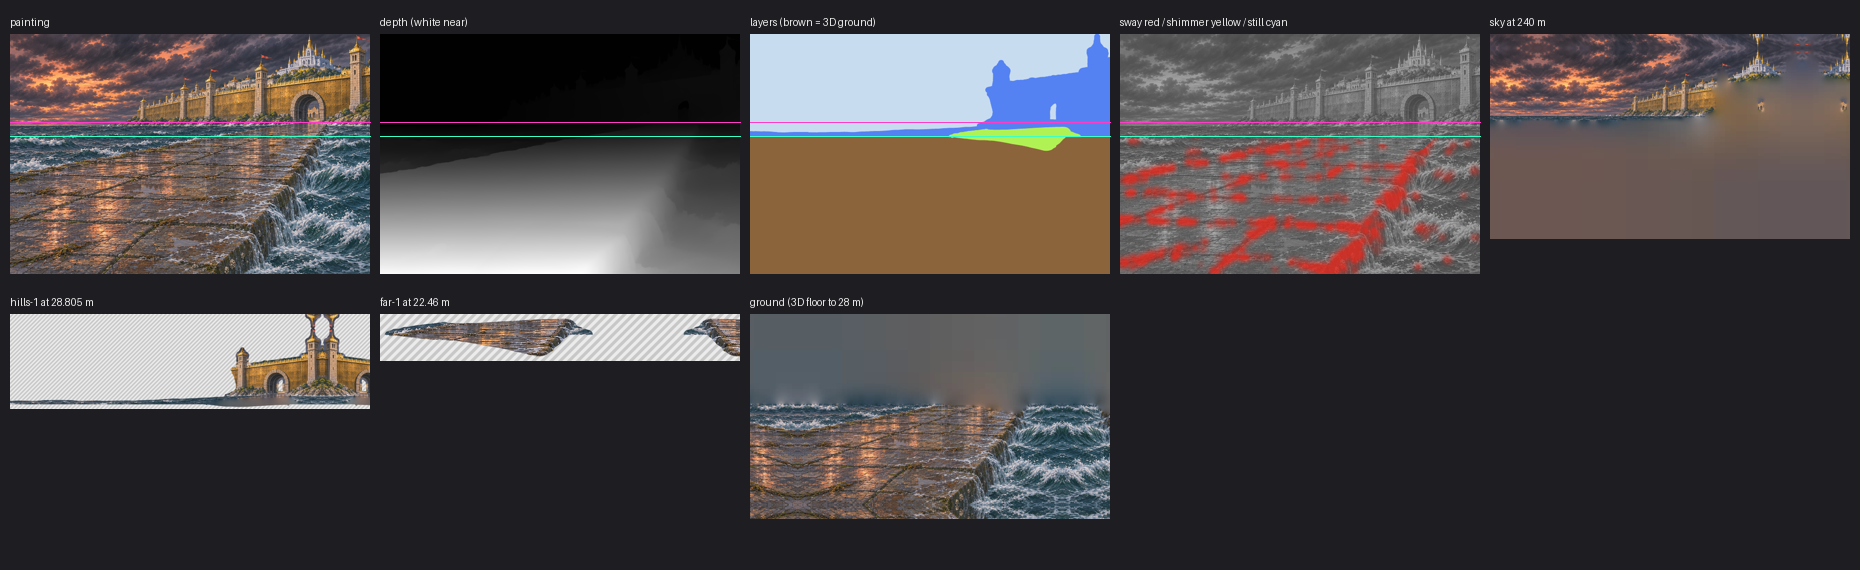 painting
depth (white near)
layers (brown = 3D ground)
sway red / shimmer yellow / still cyan
sky at 240 m
hills-1 at 28.805 m
far-1 at 22.46 m
ground (3D floor to 28 m)